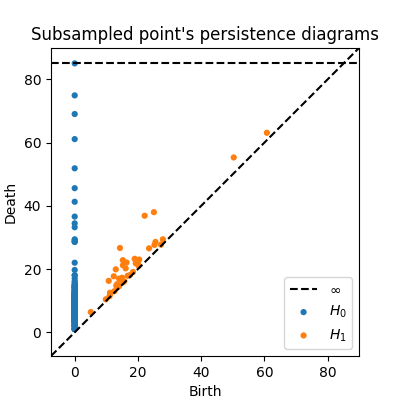 Subsampled point's persistence diagrams
80
60
40
20
0
Death
0 20 40 60 80
Birth
∞
H₀
H₁